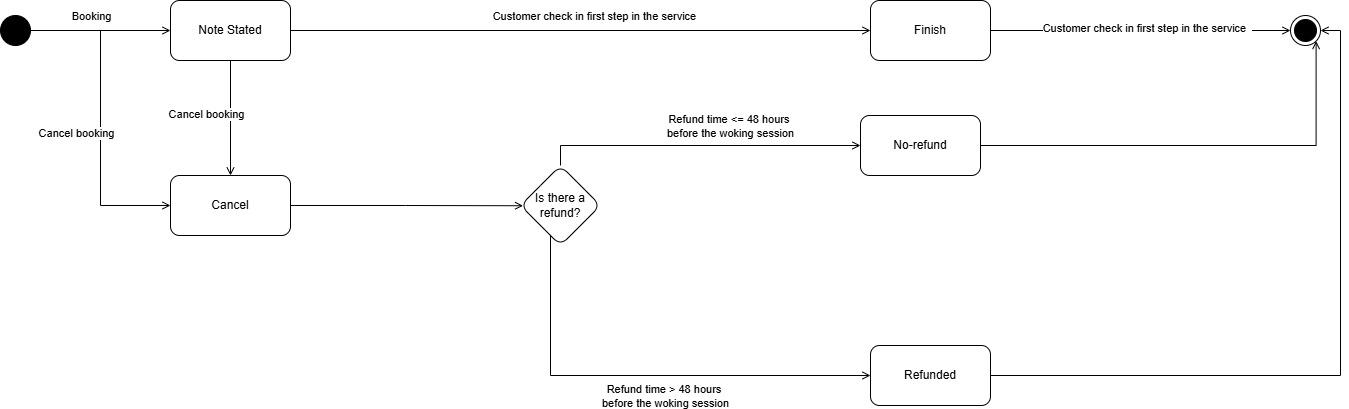 Booking
Customer check in first step in the service
Note Stated
Finish
Customer check in first step in the service
Cancel booking
Cancel booking
Refund time <= 48 hours
before the woking session
No-refund
Cancel
Is there a
refund?
Refunded
Refund time > 48 hours
before the woking session